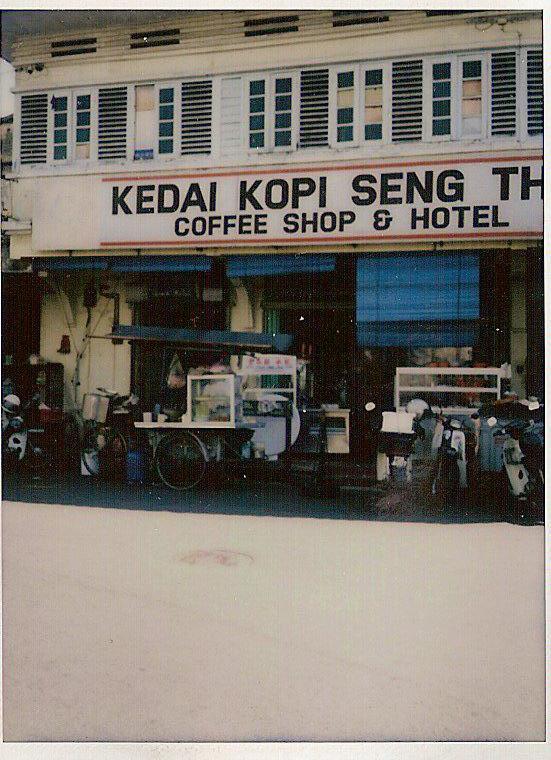 KEDAI KOPI SENG TH
COFFEE SHOP & HOTEL